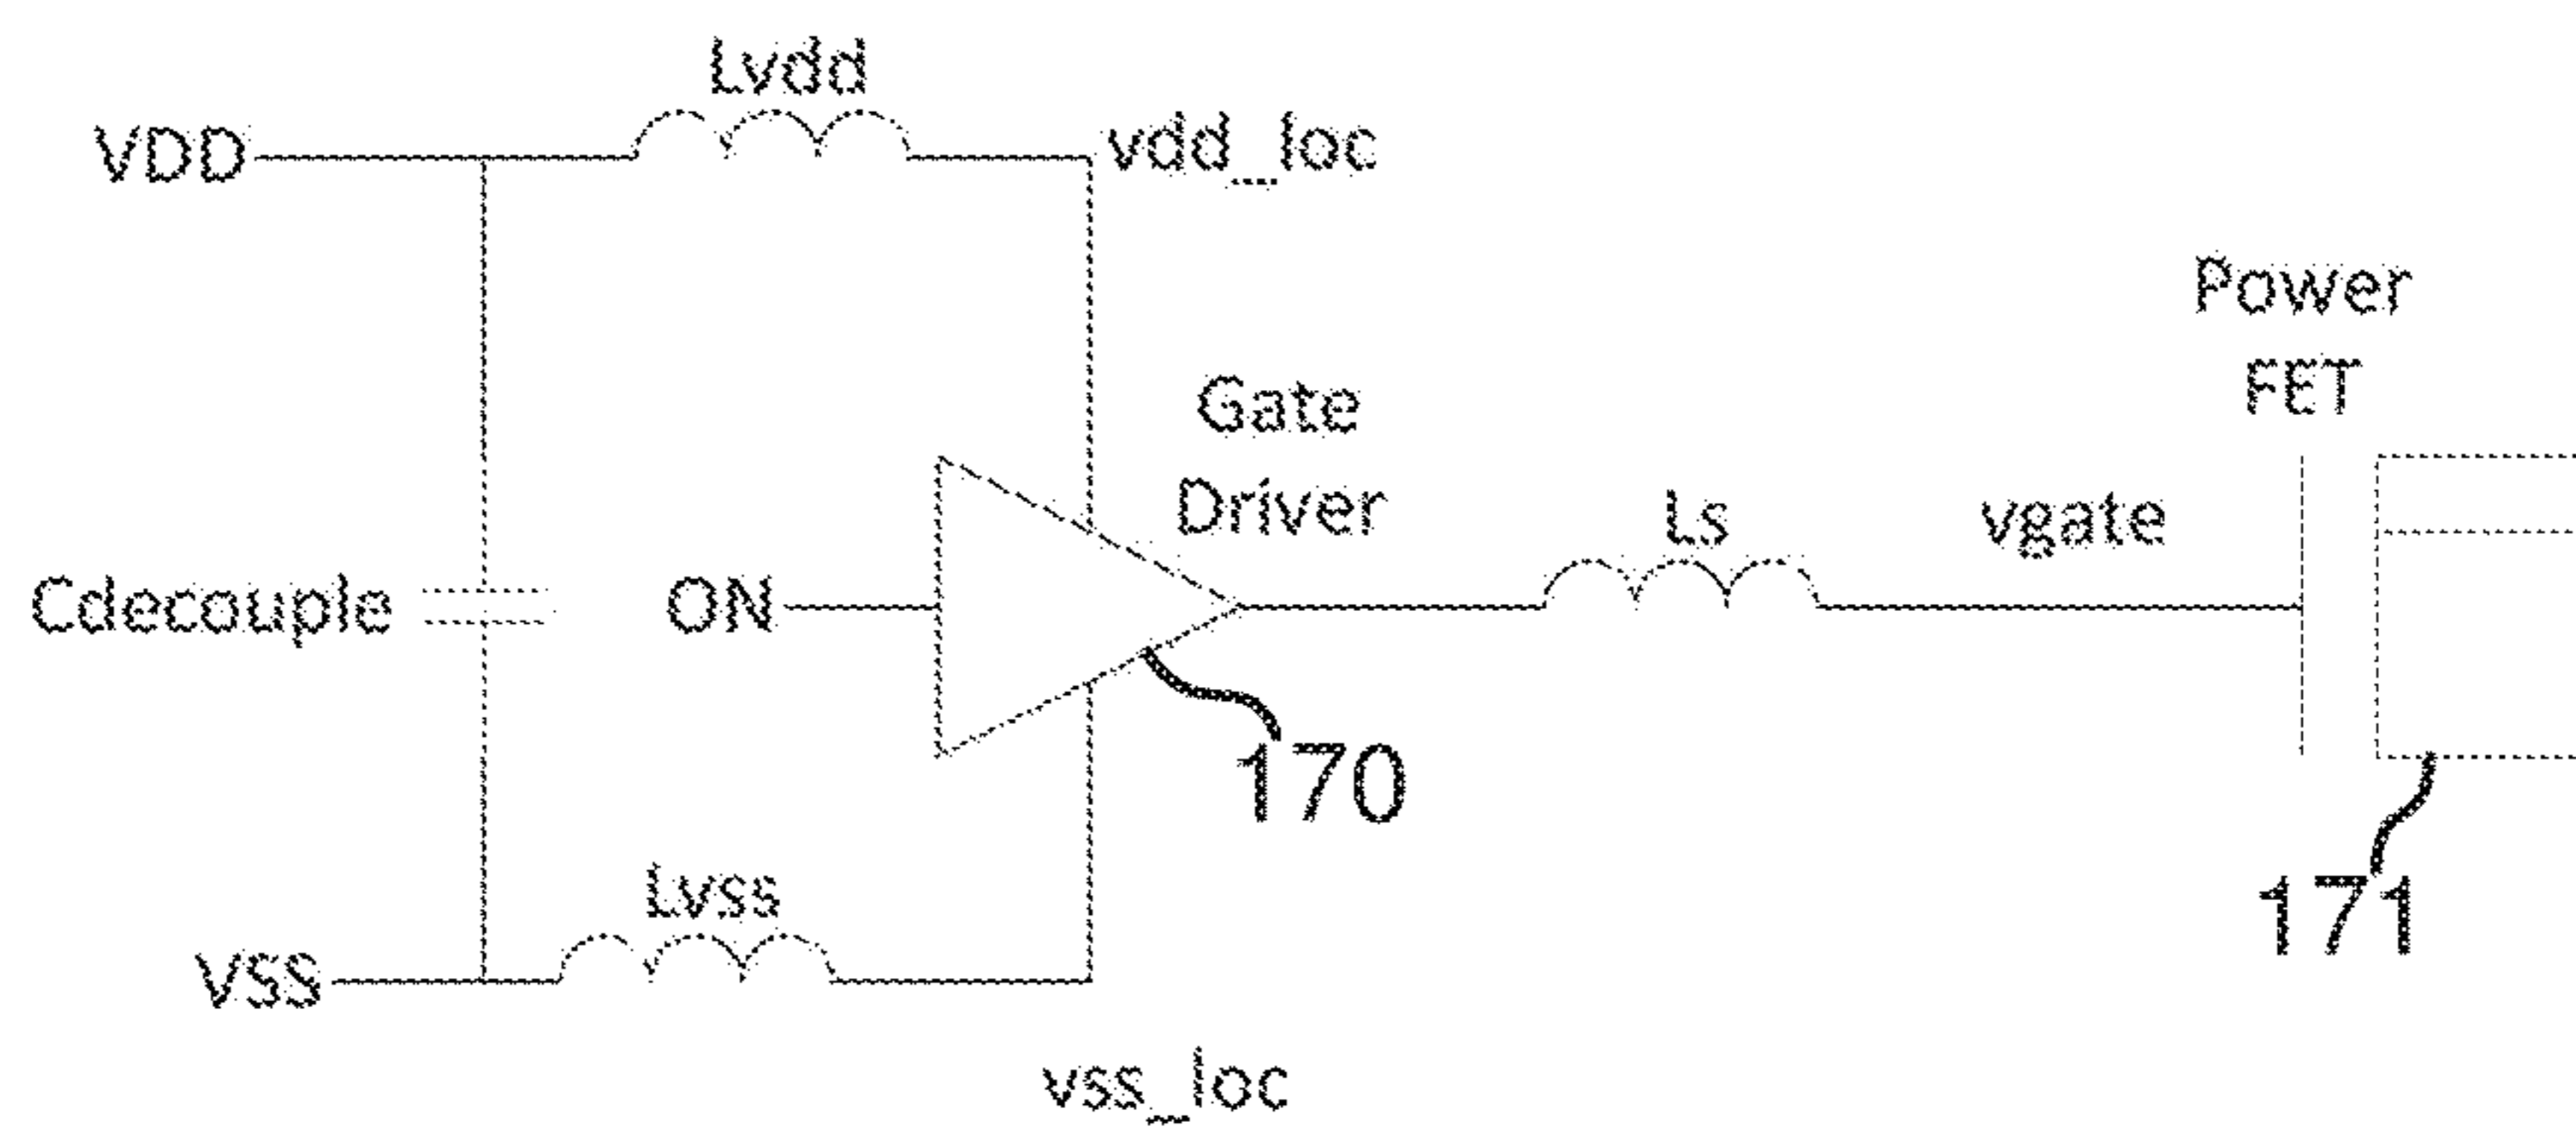 Lvdd
VDD
vdd_loc
Power
FET
Gate
Driver
Ls
vgate
Cdecouple
ON
170
Lvss
171
VSS
vss_loc